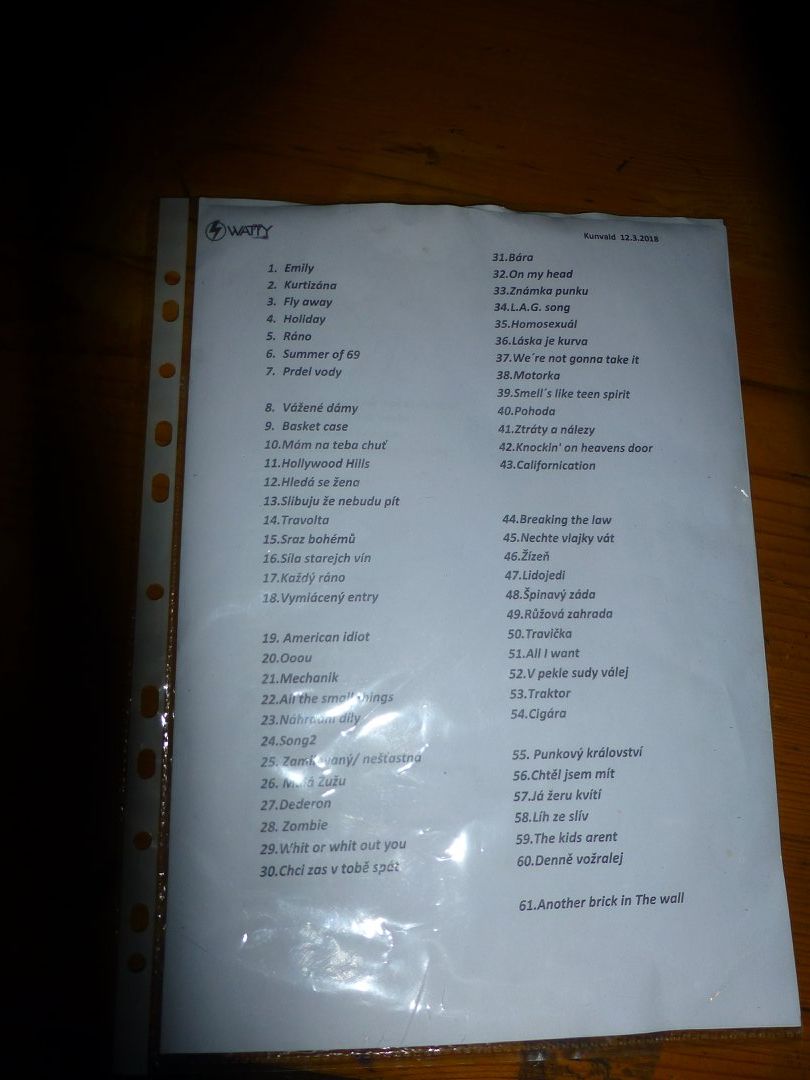 WATTY
Kunvald 12.3.2018
1. Emily
2. Kurtizána
3. Fly away
4. Holiday
5. Ráno
6. Summer of 69
7. Prdel vody
8. Vážené dámy
9. Basket case
10.Mám na teba chuť
11.Hollywood Hills
12.Hledá se žena
13.Slibuju že nebudu pít
14.Travolta
15.Sraz bohémů
16.Síla starejch vín
17.Každý ráno
18.Vymiácený entry
19. American idiot
20.Ooou
21.Mechanik
22.All the small things
23.Náhradní díly
24.Song2
25. Zamilovaný/ nešťastná
26. Malá Zuzu
27.Dederon
28. Zombie
29.Whit or whit out you
30.Chci zas v tobě spát
31.Bára
32.On my head
33.Známka punku
34.L.A.G. song
35.Homosexuál
36.Láska je kurva
37.We´re not gonna take it
38.Motorka
39.Smell´s like teen spirit
40.Pohoda
41.Ztráty a nálezy
42.Knockin' on heavens door
43.Californication
44.Breaking the law
45.Nechte vlajky vát
46.Žízeň
47.Lidojedi
48.Špinavý záda
49.Růžová zahrada
50.Travička
51.All I want
52.V pekle sudy válej
53.Traktor
54.Cigára
55. Punkový království
56.Chtěl jsem mít
57.Já žeru kvítí
58.Líh ze slív
59.The kids arent
60.Denně vožralej
61.Another brick in The wall